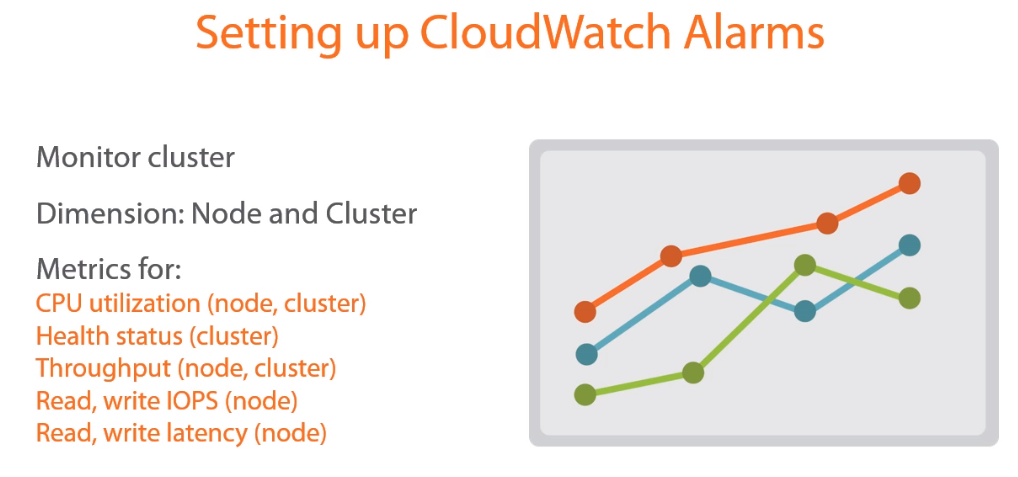 Setting up CloudWatch Alarms
Monitor cluster
Dimension: Node and Cluster
Metrics for:
CPU utilization (node, cluster)
Health status (cluster)
Throughput (node, cluster)
Read, write IOPS (node)
Read, write latency (node)